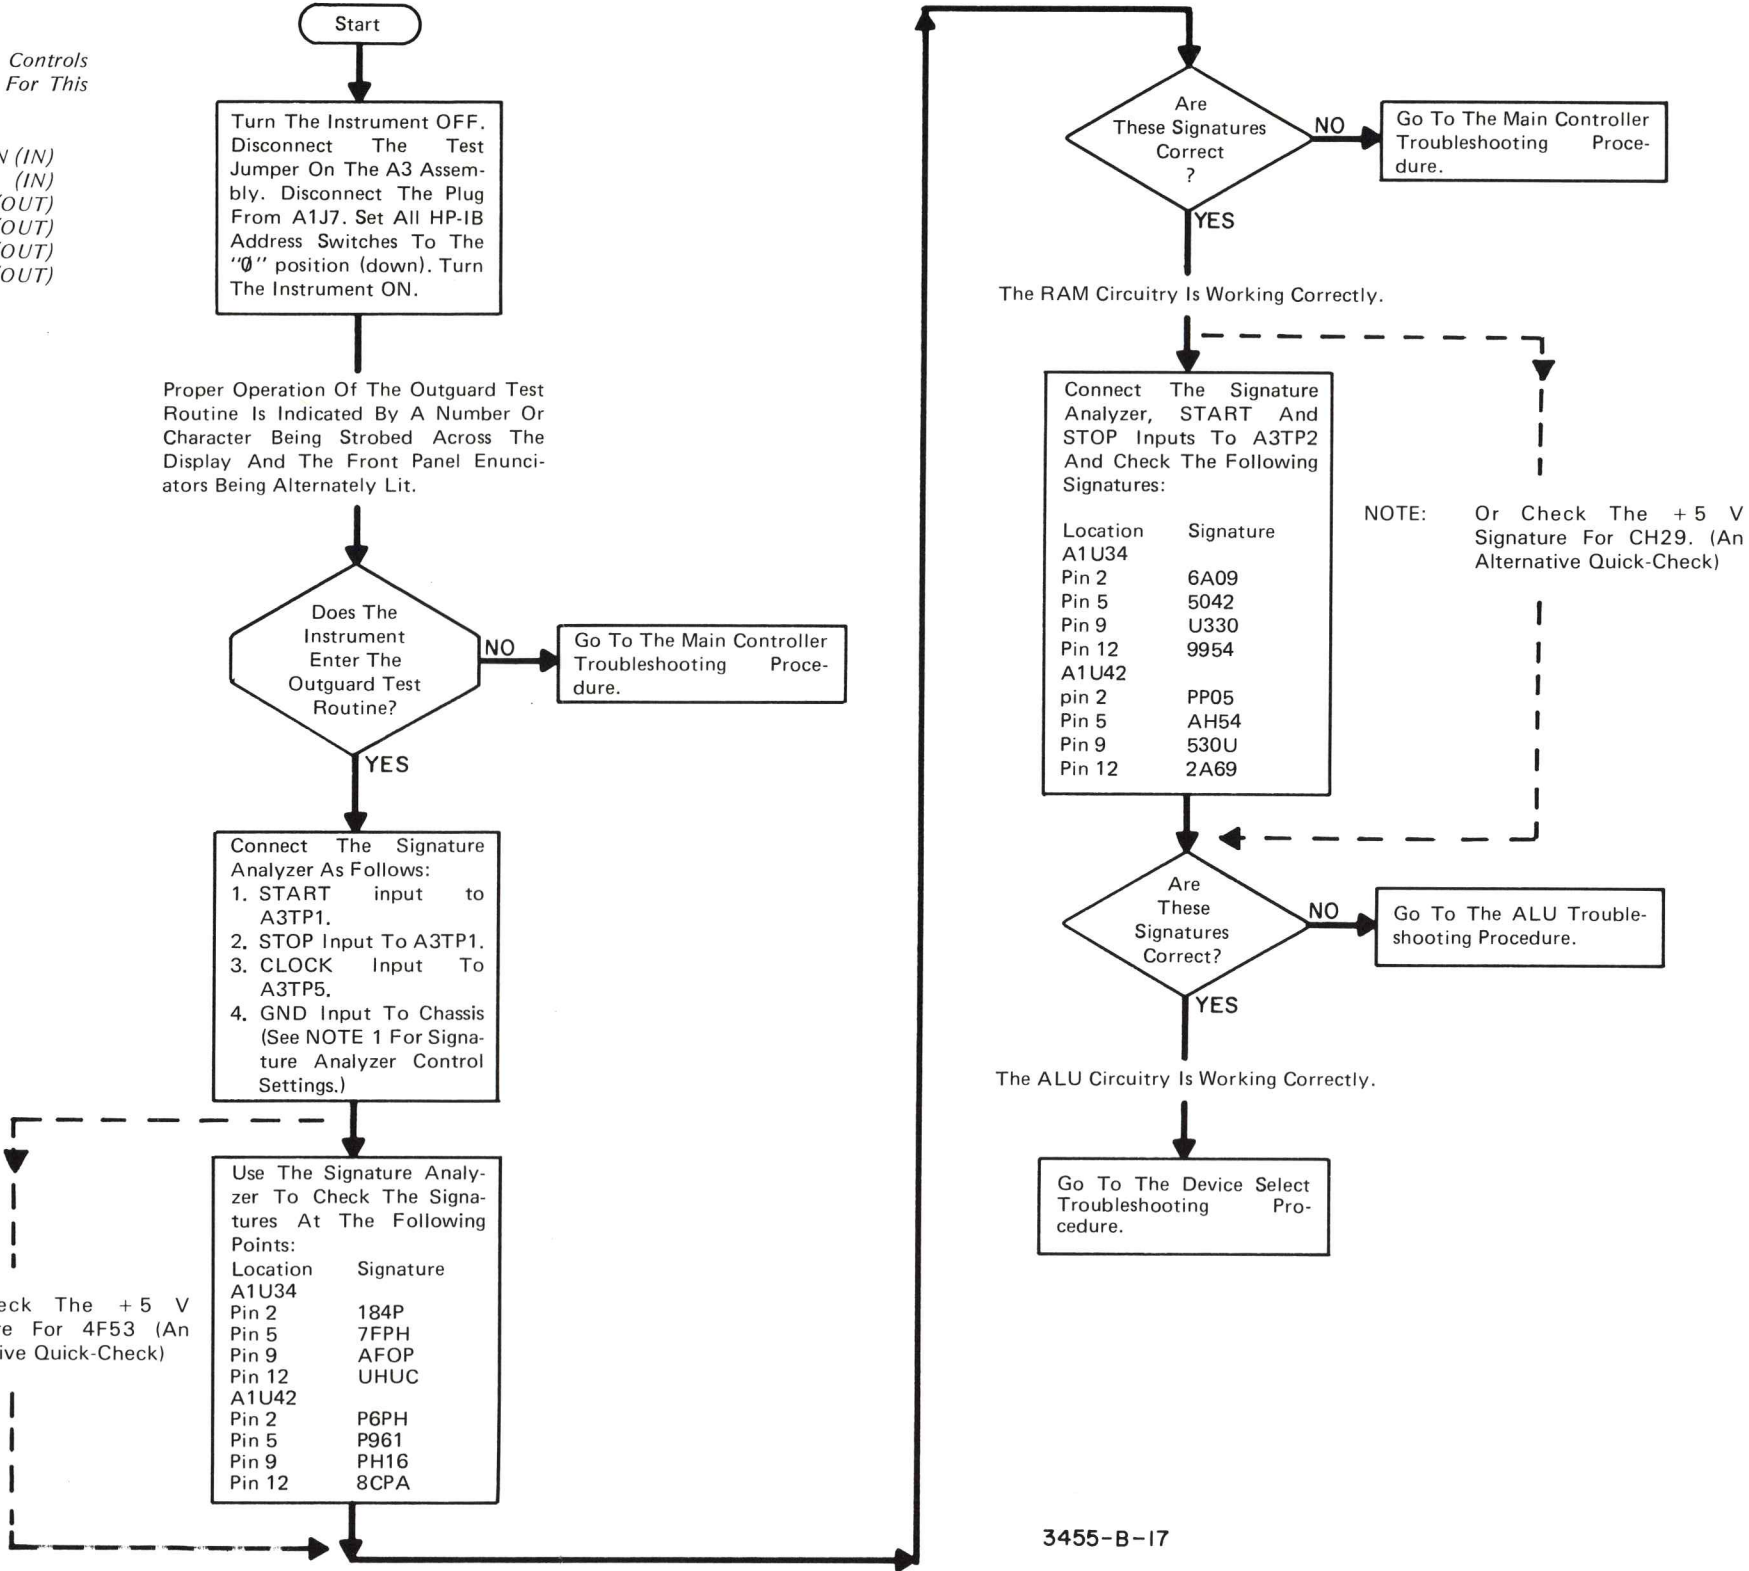 Controls
For This
(IN)
(IN)
OUT)
OUT)
OUT)
OUT)
Start
Turn The Instrument OFF.
Disconnect The Test
Jumper On The A3 Assem-
bly. Disconnect The Plug
From A1J7. Set All HP-IB
Address Switches To The
"0" position (down). Turn
The Instrument ON.
Proper Operation Of The Outguard Test
Routine Is Indicated By A Number Or
Character Being Strobed Across The
Display And The Front Panel Enunci-
ators Being Alternately Lit.
Does The
Instrument
Enter The
Outguard Test
Routine?
NO
Go To The Main Controller
Troubleshooting Proce-
dure.
YES
Connect The Signature
Analyzer As Follows:
1. START input to
A3TP1.
2. STOP Input To A3TP1.
3. CLOCK Input To
A3TP5.
4. GND Input To Chassis
(See NOTE 1 For Signa-
ture Analyzer Control
Settings.)
Use The Signature Analy-
zer To Check The Signa-
tures At The Following
Points:
Location Signature
A1U34
Pin 2 184P
Pin 5 7FPH
Pin 9 AFOP
Pin 12 UHUC
A1U42
Pin 2 P6PH
Pin 5 P961
Pin 9 PH16
Pin 12 8CPA
The +5 V
For 4F53 (An
Quick-Check)
Are
These Signatures
Correct
?
NO
Go To The Main Controller
Troubleshooting Proce-
dure.
YES
The RAM Circuitry Is Working Correctly.
Connect The Signature
Analyzer, START And
STOP Inputs To A3TP2
And Check The Following
Signatures:
Location Signature
A1U34
Pin 2 6A09
Pin 5 5042
Pin 9 U330
Pin 12 9954
A1U42
pin 2 PP05
Pin 5 AH54
Pin 9 530U
Pin 12 2A69
NOTE: Or Check The +5 V
Signature For CH29. (An
Alternative Quick-Check)
Are
These
Signatures
Correct?
NO
Go To The ALU Trouble-
shooting Procedure.
YES
The ALU Circuitry Is Working Correctly.
Go To The Device Select
Troubleshooting Pro-
cedure.
3455-B-17